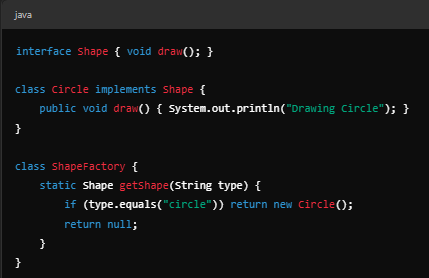 java
interface Shape { void draw(); }
class Circle implements Shape {
    public void draw() { System.out.println("Drawing Circle"); }
}
class ShapeFactory {
    static Shape getShape(String type) {
        if (type.equals("circle")) return new Circle();
        return null;
    }
}